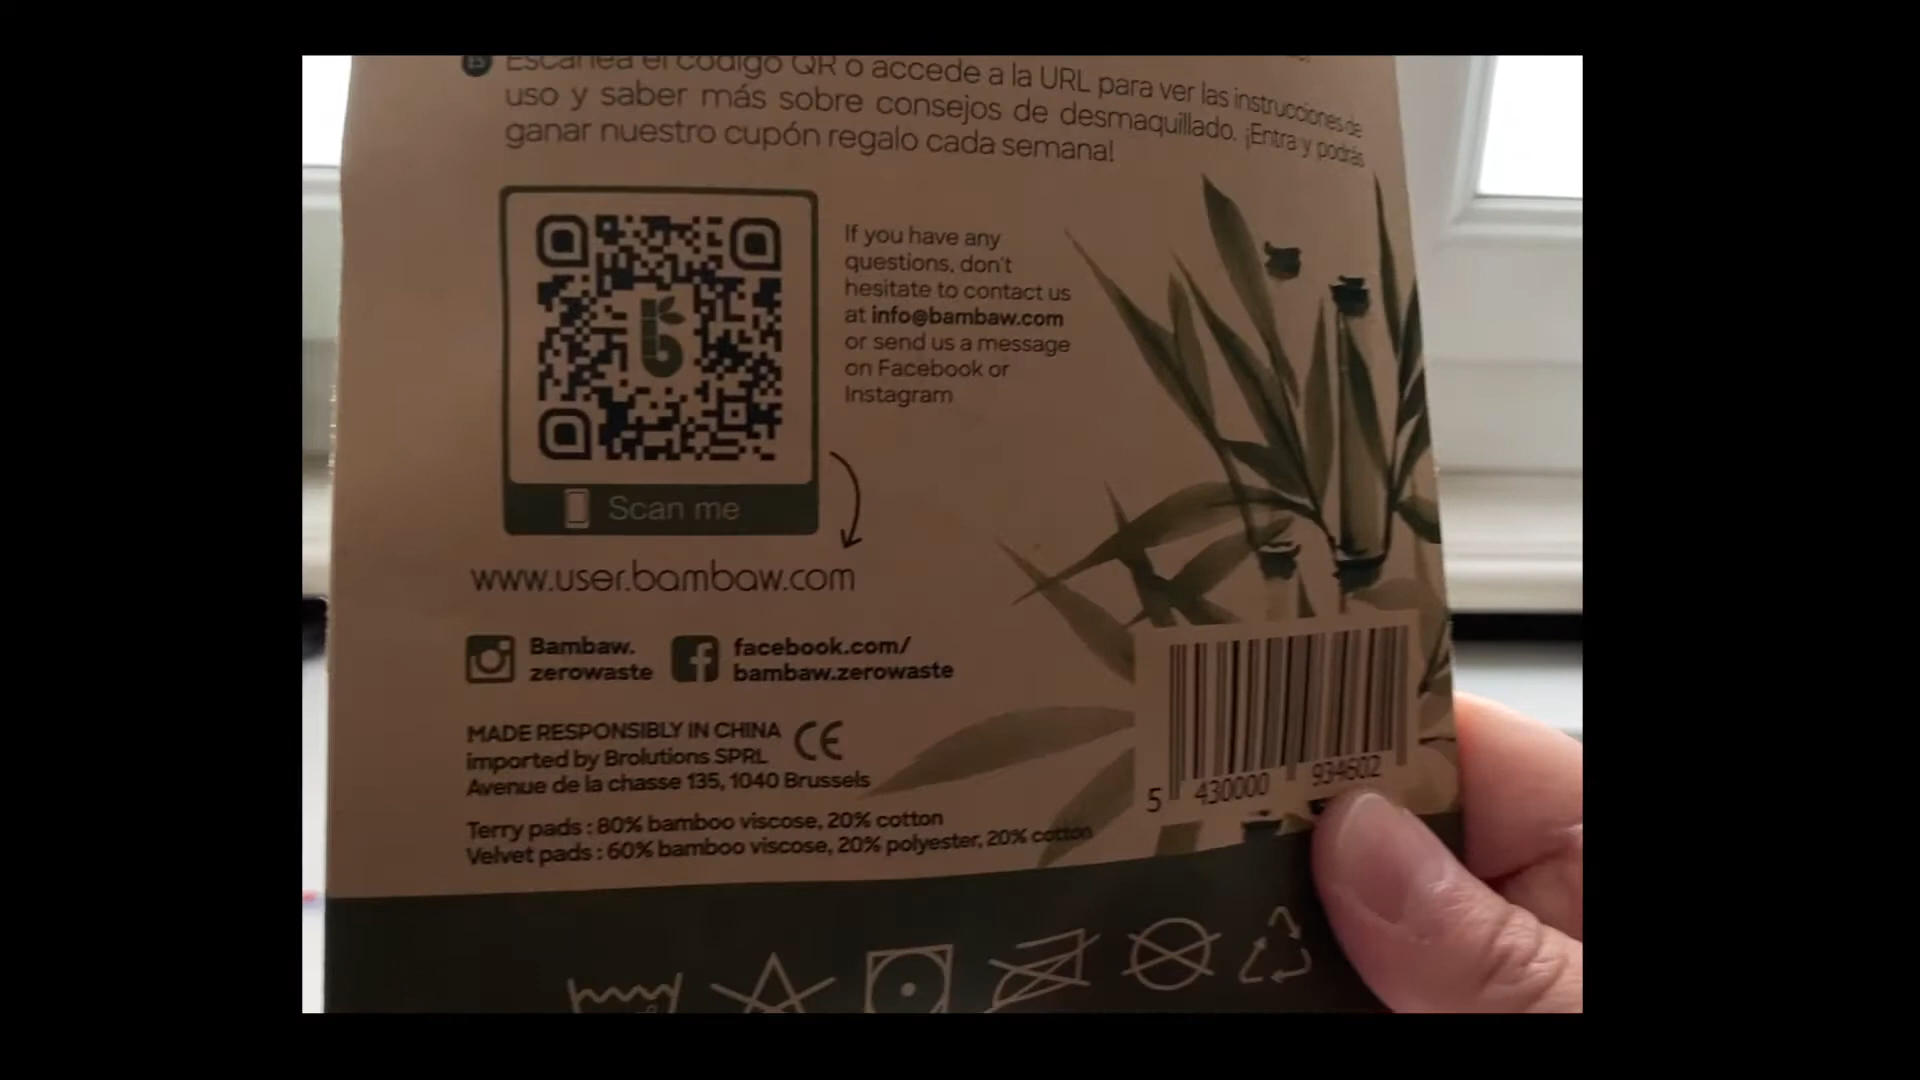 ES Escanea el código QR o accede a la URL para ver las instrucciones de
uso y saber más sobre consejos de desmaquillado. ¡Entra y podrás
ganar nuestro cupón regalo cada semana!
If you have any
questions, don't
hesitate to contact us
at info@bambaw.com
or send us a message
on Facebook or
Instagram
Scan me
www.user.bambaw.com
Bambaw.
zerowaste
facebook.com/
bambaw.zerowaste
MADE RESPONSIBLY IN CHINA
imported by Brolutions SPRL
CE
Avenue de la chasse 135, 1040 Brussels
Terry pads : 80% bamboo viscose, 20% cotton
Velvet pads : 60% bamboo viscose, 20% polyester, 20% cotton
5 430000 934602